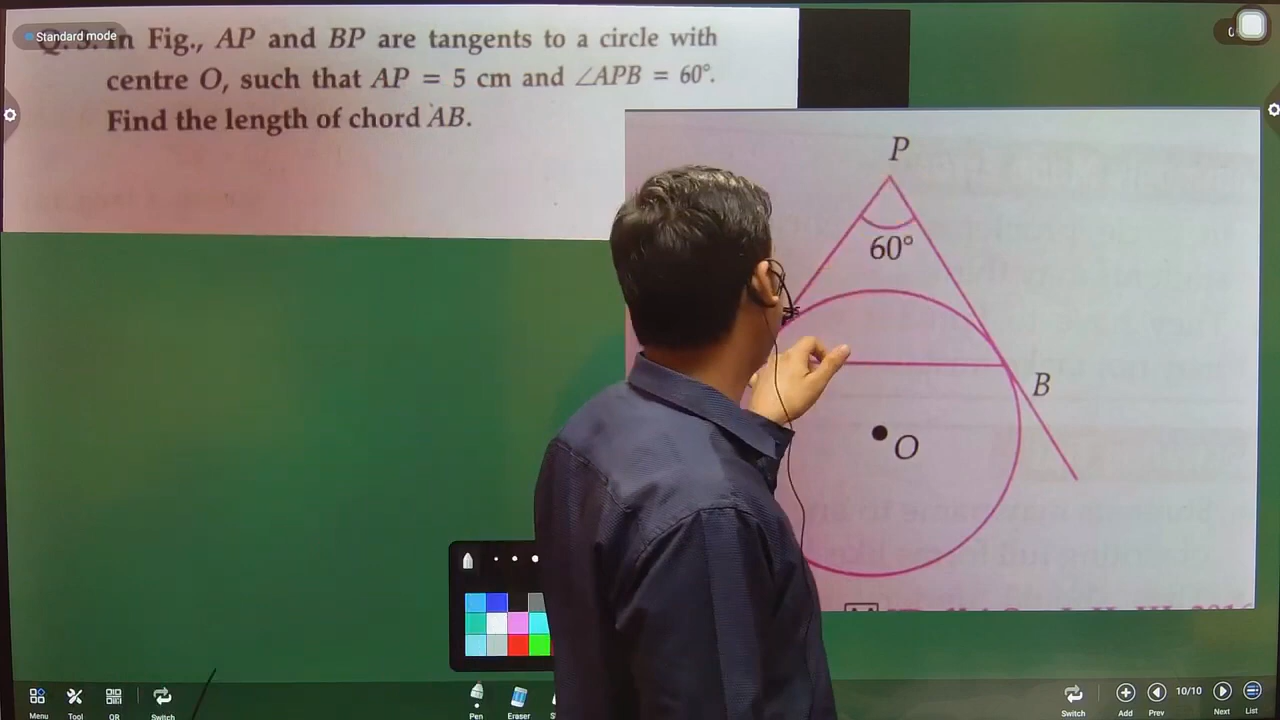 Standard mode
Q. 3. In Fig., AP and BP are tangents to a circle with
centre O, such that AP = 5 cm and ∠APB = 60°.
Find the length of chord AB.
P
60°
B
O
Menu
Tool
QR
Switch
Pen
Eraser
Switch
Add
Prev
10/10
Next
List